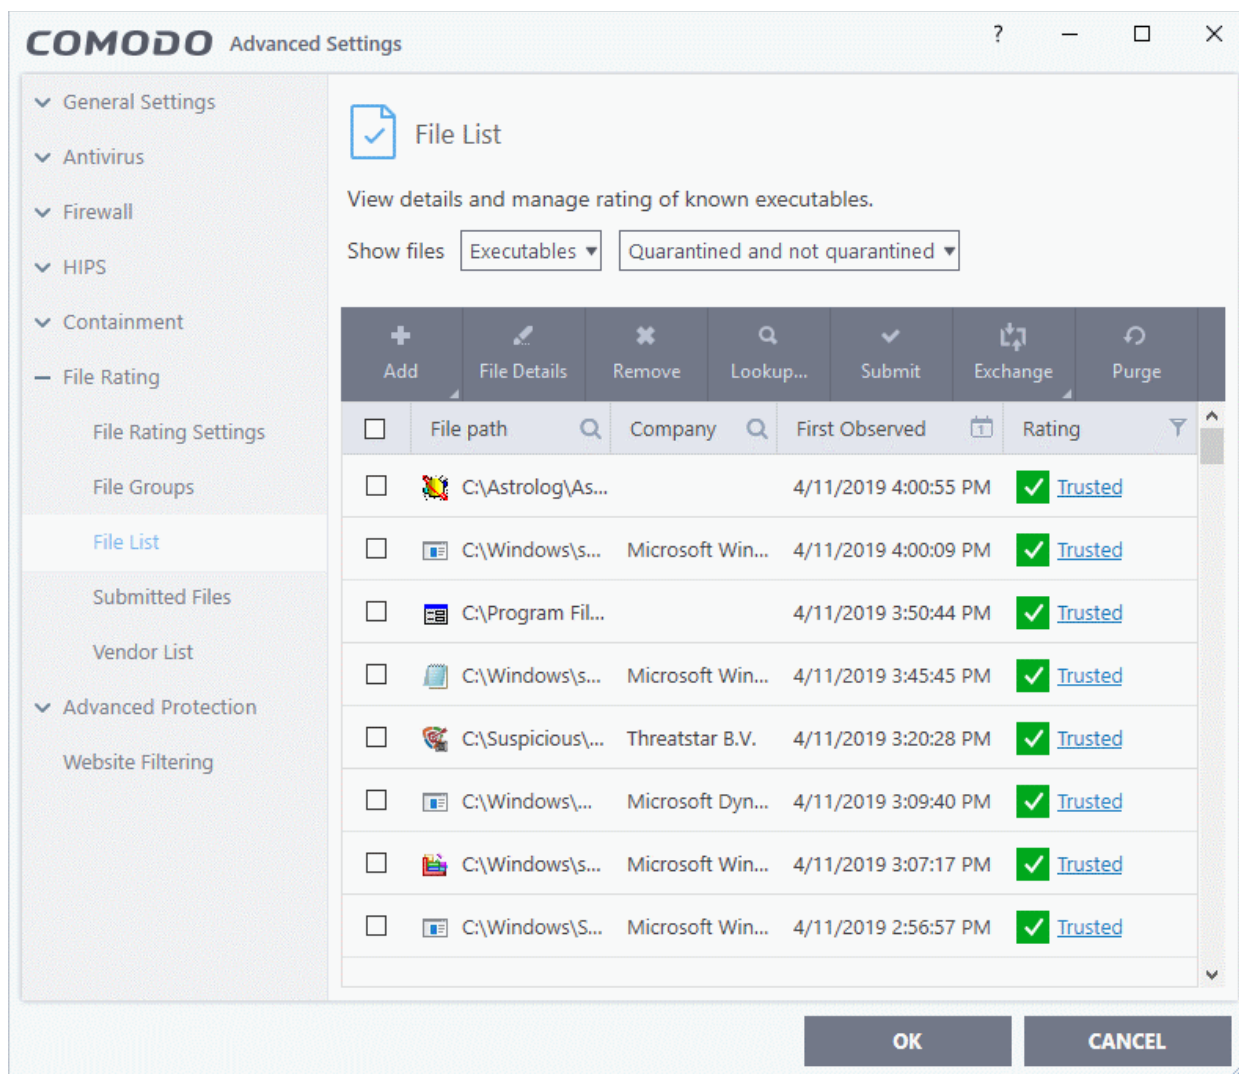 COMODO Advanced Settings ?
General Settings
Antivirus
Firewall
HIPS
Containment
File Rating
File Rating Settings
File Groups
File List
Submitted Files
Vendor List
Advanced Protection
Website Filtering
File List
View details and manage rating of known executables.
Show files Executables Quarantined and not quarantined
Add File Details Remove Lookup... Submit Exchange Purge
File path Company First Observed 1 Rating
C:\Astrolog\As... 4/11/2019 4:00:55 PM Trusted
C:\Windows\s... Microsoft Win... 4/11/2019 4:00:09 PM Trusted
C:\Program Fil... 4/11/2019 3:50:44 PM Trusted
C:\Windows\s... Microsoft Win... 4/11/2019 3:45:45 PM Trusted
C:\Suspicious\... Threatstar B.V. 4/11/2019 3:20:28 PM Trusted
C:\Windows\... Microsoft Dyn... 4/11/2019 3:09:40 PM Trusted
C:\Windows\s... Microsoft Win... 4/11/2019 3:07:17 PM Trusted
C:\Windows\S... Microsoft Win... 4/11/2019 2:56:57 PM Trusted
OK CANCEL